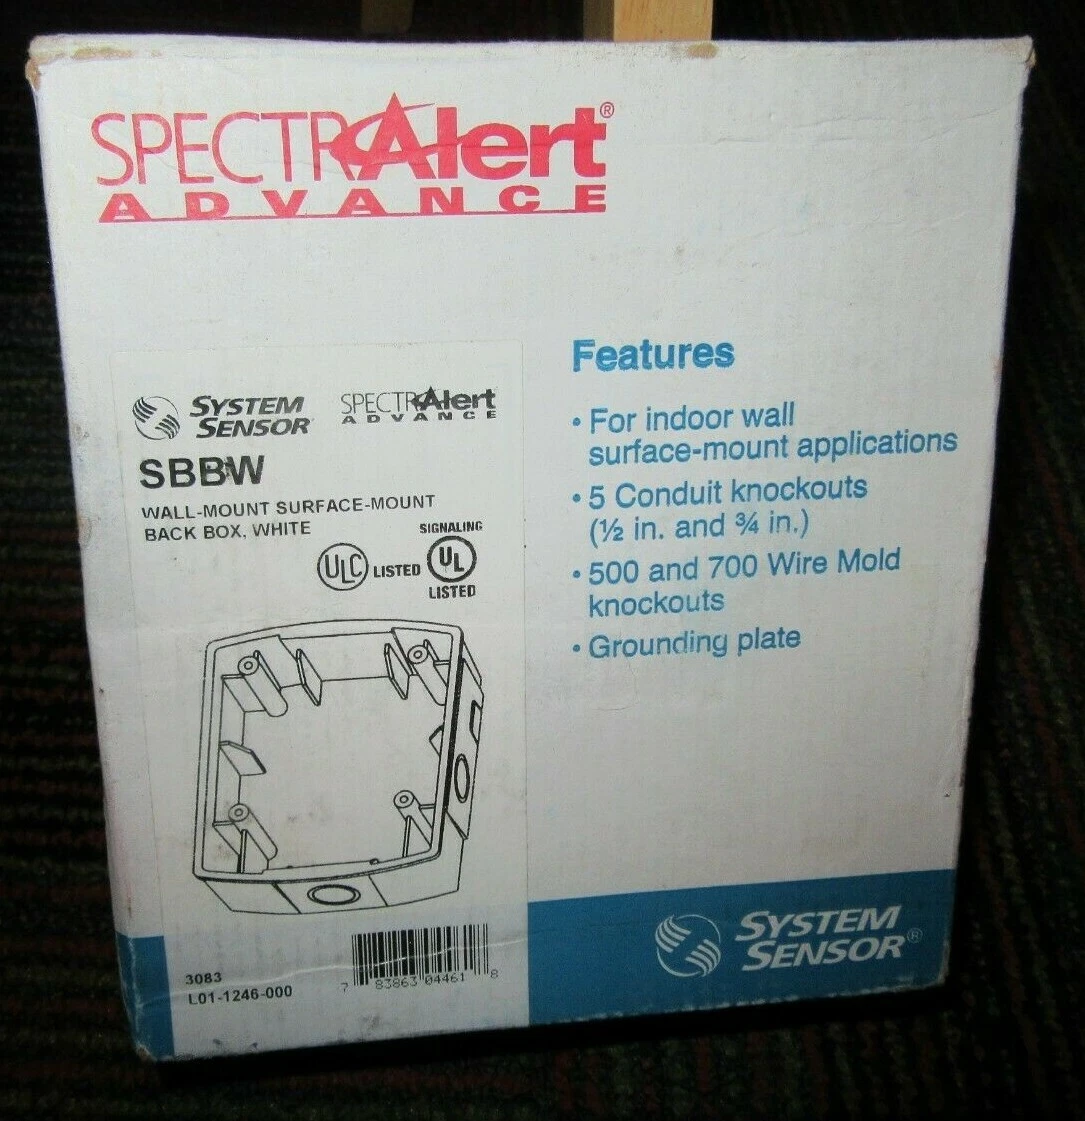 SPECTRAlert®
ADVANCE
SYSTEM
SENSOR
SPECTRAlert
ADVANCE
SBBW
WALL-MOUNT SURFACE-MOUNT
BACK BOX, WHITE
ULC LISTED
SIGNALING
UL
LISTED
3083
L01-1246-000
7 83863 04461 8
Features
• For indoor wall
surface-mount applications
• 5 Conduit knockouts
(½ in. and ¾ in.)
• 500 and 700 Wire Mold
knockouts
• Grounding plate
SYSTEM
SENSOR®